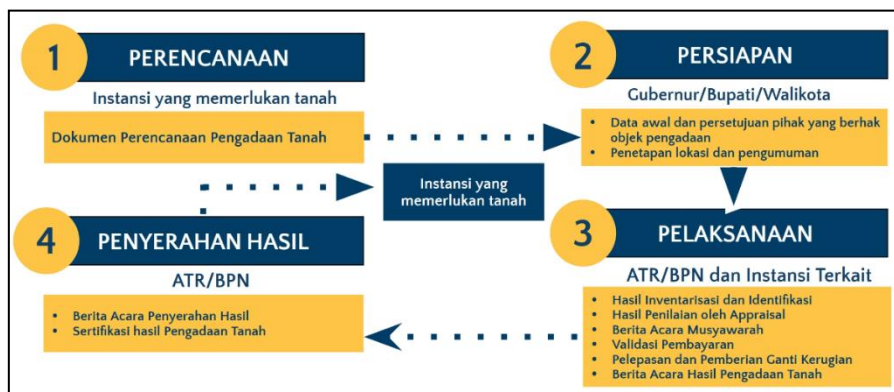 1
PERENCANAAN
Instansi yang memerlukan tanah
Dokumen Perencanaan Pengadaan Tanah
2
PERSIAPAN
Gubernur/Bupati/Walikota
• Data awal dan persetujuan pihak yang berhak
objek pengadaan
• Penetapan lokasi dan pengumuman
Instansi yang
memerlukan tanah
3
PELAKSANAAN
ATR/BPN dan Instansi Terkait
• Hasil Inventarisasi dan Identifikasi
• Hasil Penilaian oleh Appraisal
• Berita Acara Musyawarah
• Validasi Pembayaran
• Pelepasan dan Pemberian Ganti Kerugian
• Berita Acara Hasil Pengadaan Tanah
4
PENYERAHAN HASIL
ATR/BPN
• Berita Acara Penyerahan Hasil
• Sertifikasi hasil Pengadaan Tanah